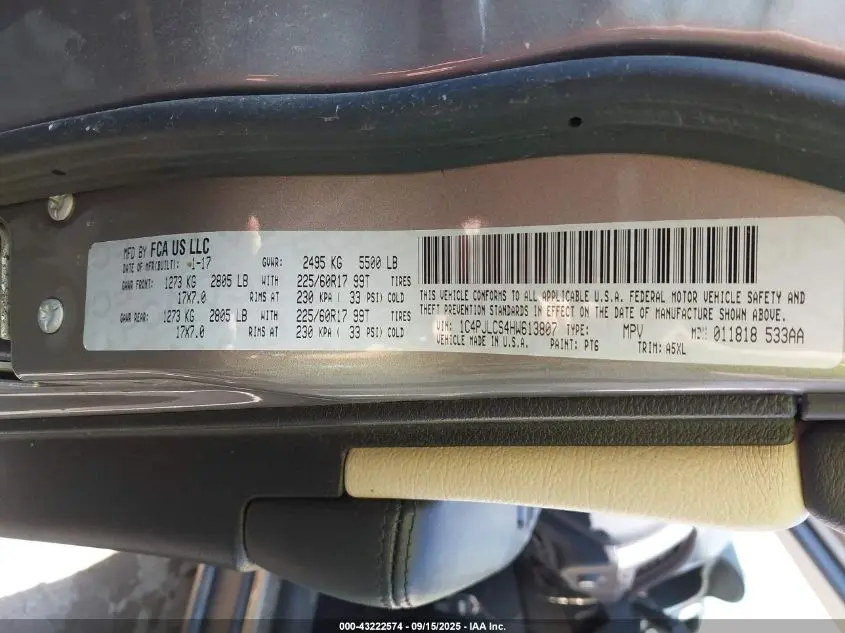 MFD BY FCA US LLC
DATE OF MFR(BUILT): 1-17 GVWR: 2495 KG 5500 LB
GAWR FRONT: 1273 KG 2805 LB WITH 225/60R17 99T TIRES
17X7.0 RIMS AT 230 KPA ( 33 PSI) COLD
GAWR REAR: 1273 KG 2805 LB WITH 225/60R17 99T TIRES
17X7.0 RIMS AT 230 KPA ( 33 PSI) COLD
THIS VEHICLE CONFORMS TO ALL APPLICABLE U.S.A. FEDERAL MOTOR VEHICLE SAFETY AND
THEFT PREVENTION STANDARDS IN EFFECT ON THE DATE OF MANUFACTURE SHOWN ABOVE.
VIN: 1C4PJLCS4HW613807 TYPE: MPV 011818 533AA
VEHICLE MADE IN U.S.A. PAINT: PT6 TRIM: A5XL
000-43222574 - 09/15/2025 - IAA Inc.